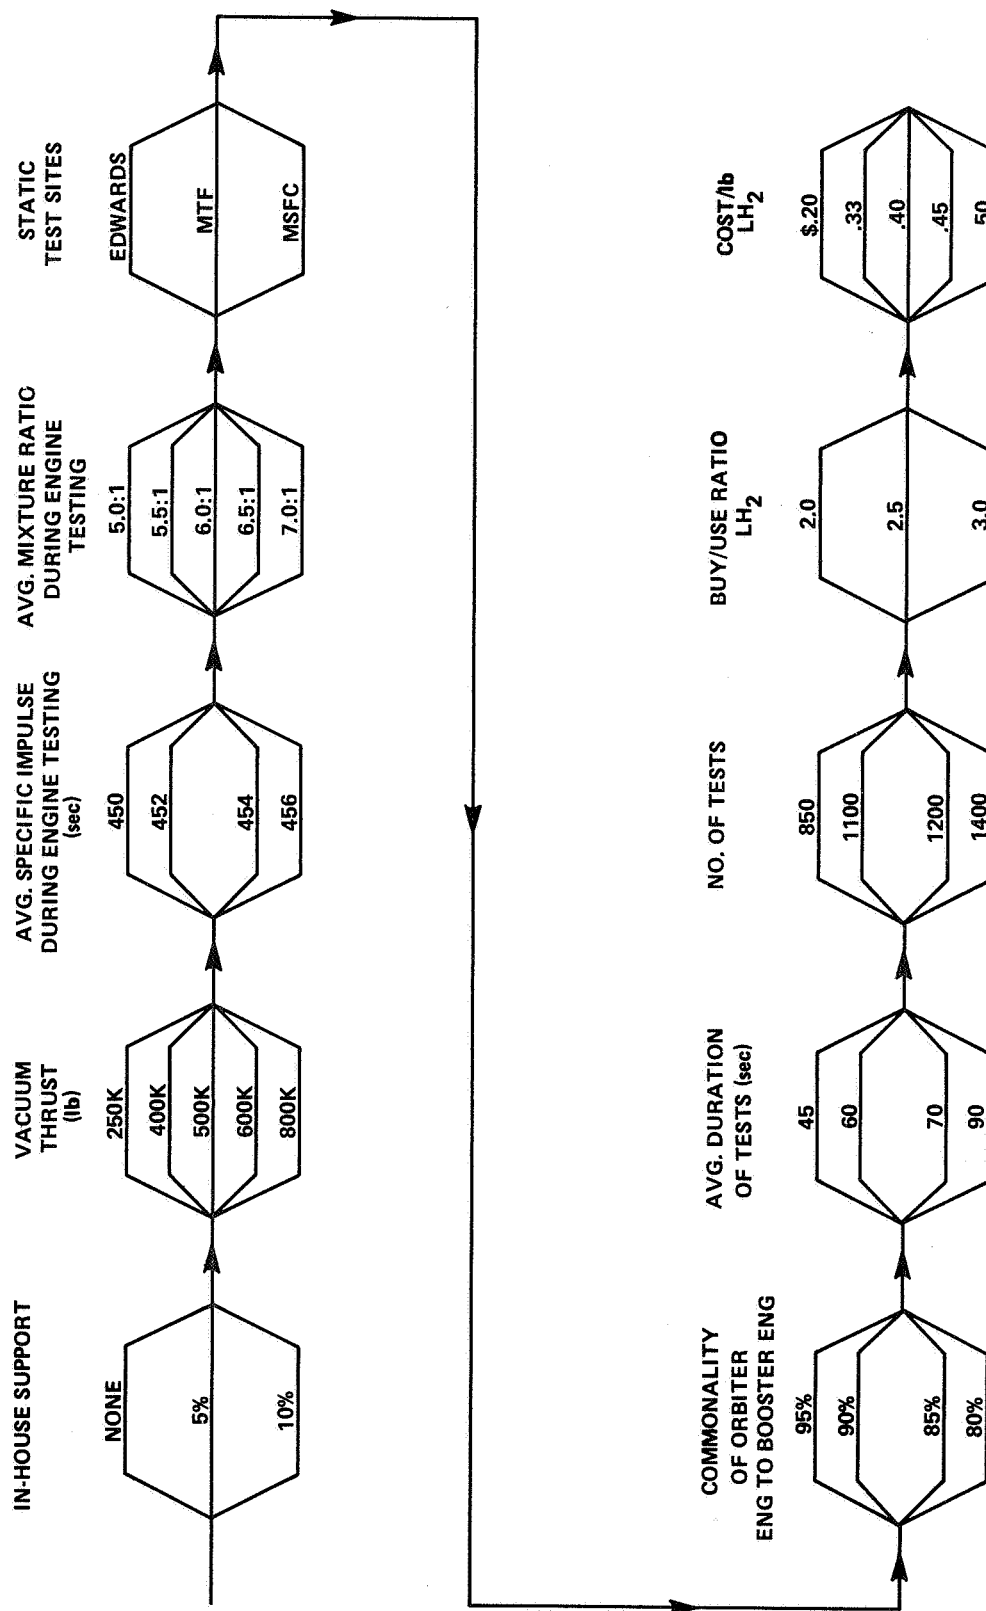 IN-HOUSE SUPPORT
NONE
5%
10%
VACUUM
THRUST
(lb)
250K
400K
500K
600K
800K
AVG. SPECIFIC IMPULSE
DURING ENGINE TESTING
(sec)
450
452
454
456
AVG. MIXTURE RATIO
DURING ENGINE
TESTING
5.0:1
5.5:1
6.0:1
6.5:1
7.0:1
STATIC
TEST SITES
EDWARDS
MTF
MSFC
COMMONALITY
OF ORBITER
ENG TO BOOSTER ENG
95%
90%
85%
80%
AVG. DURATION
OF TESTS (sec)
45
60
70
90
NO. OF TESTS
850
1100
1200
1400
BUY/USE RATIO
LH2
2.0
2.5
3.0
COST/lb
LH2
$.20
.33
.40
.45
.50